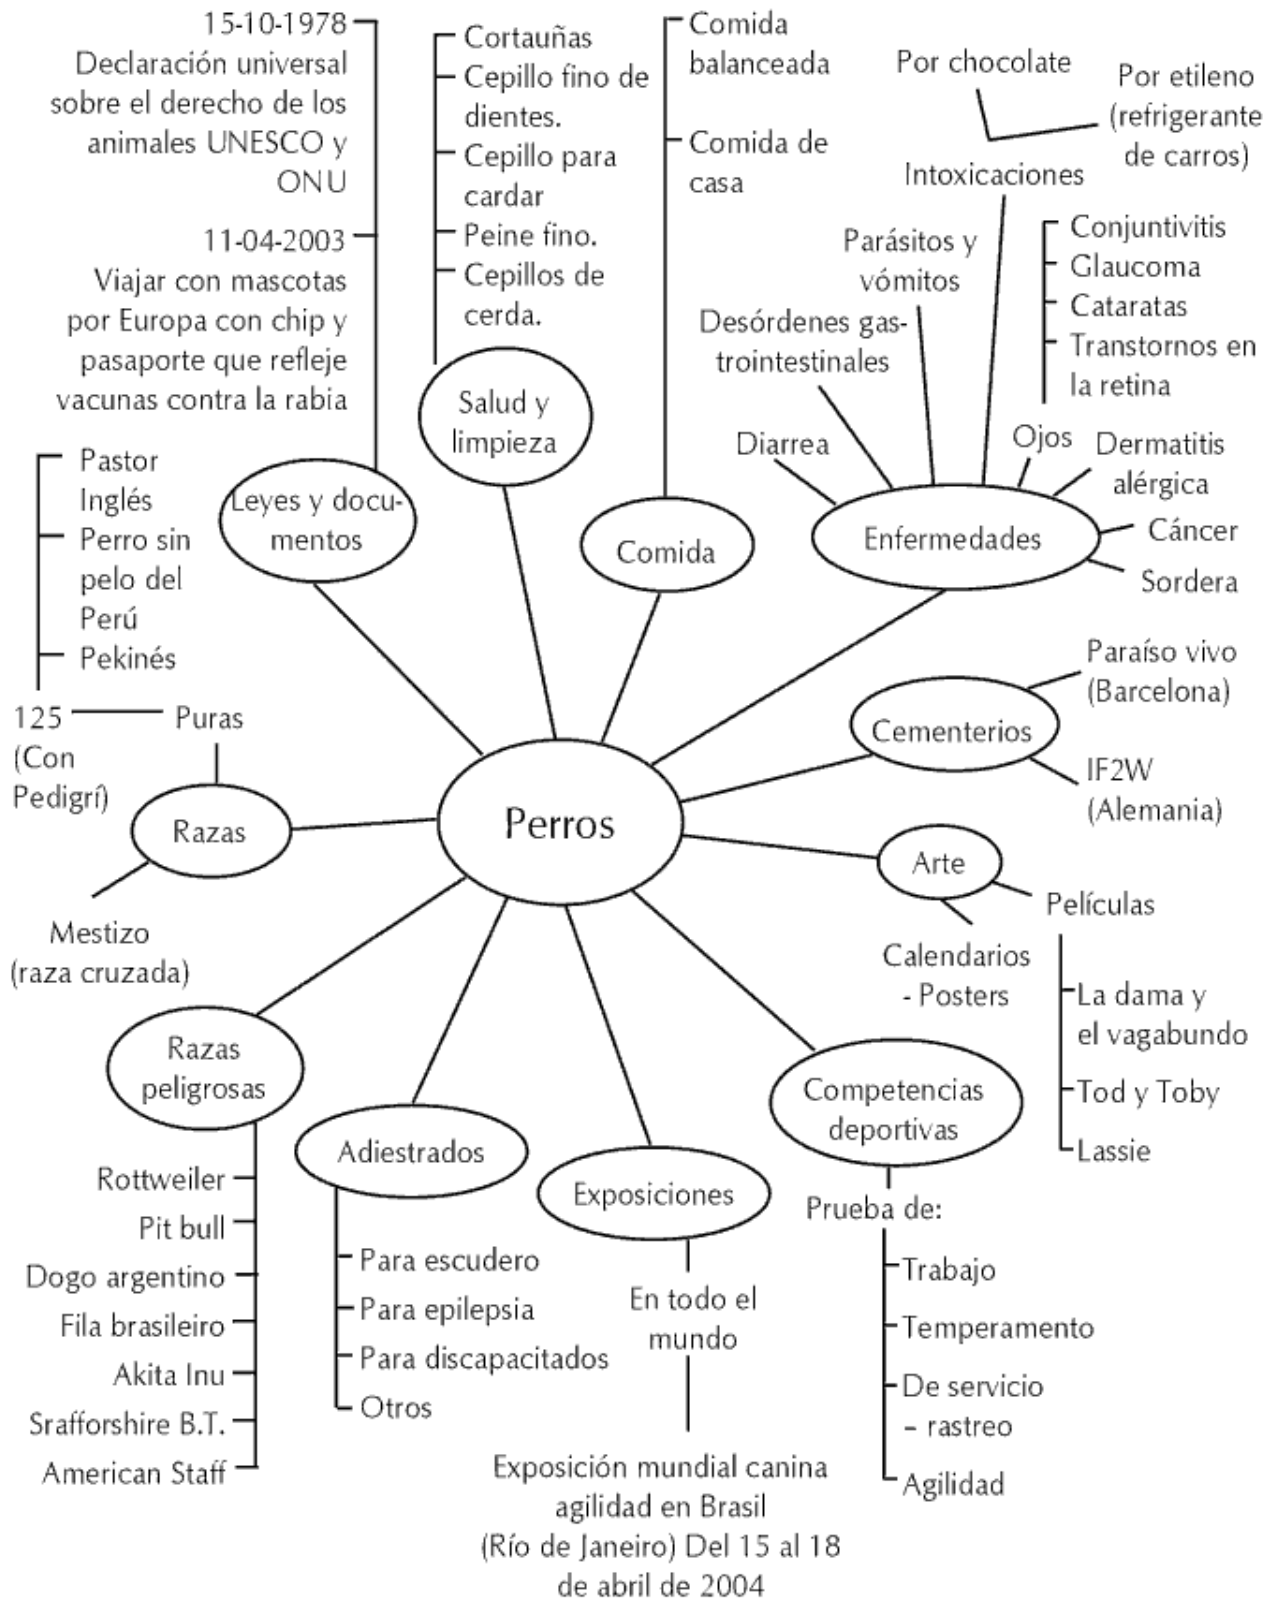 15-10-1978
Declaración universal
sobre el derecho de los
animales UNESCO y
ONU
11-04-2003
Viajar con mascotas
por Europa con chip y
pasaporte que refleje
vacunas contra la rabia
Leyes y docu-
mentos
Cortauñas
Cepillo fino de
dientes.
Cepillo para
cardar
Peine fino.
Cepillos de
cerda.
Salud y
limpieza
Comida
balanceada
Comida de
casa
Comida
Por chocolate
Por etileno
(refrigerante
de carros)
Intoxicaciones
Parásitos y
vómitos
Desórdenes gas-
trointestinales
Diarrea
Conjuntivitis
Glaucoma
Cataratas
Transtornos en
la retina
Ojos
Dermatitis
alérgica
Cáncer
Sordera
Enfermedades
Pastor
Inglés
Perro sin
pelo del
Perú
Pekinés
125
(Con
Pedigrí)
Puras
Razas
Mestizo
(raza cruzada)
Perros
Cementerios
Paraíso vivo
(Barcelona)
IF2W
(Alemania)
Arte
Películas
Calendarios
- Posters
La dama y
el vagabundo
Tod y Toby
Lassie
Razas
peligrosas
Rottweiler
Pit bull
Dogo argentino
Fila brasileiro
Akita Inu
Srafforshire B.T.
American Staff
Adiestrados
Para escudero
Para epilepsia
Para discapacitados
Otros
Exposiciones
En todo el
mundo
Exposición mundial canina
agilidad en Brasil
(Río de Janeiro) Del 15 al 18
de abril de 2004
Competencias
deportivas
Prueba de:
Trabajo
Temperamento
De servicio
– rastreo
Agilidad